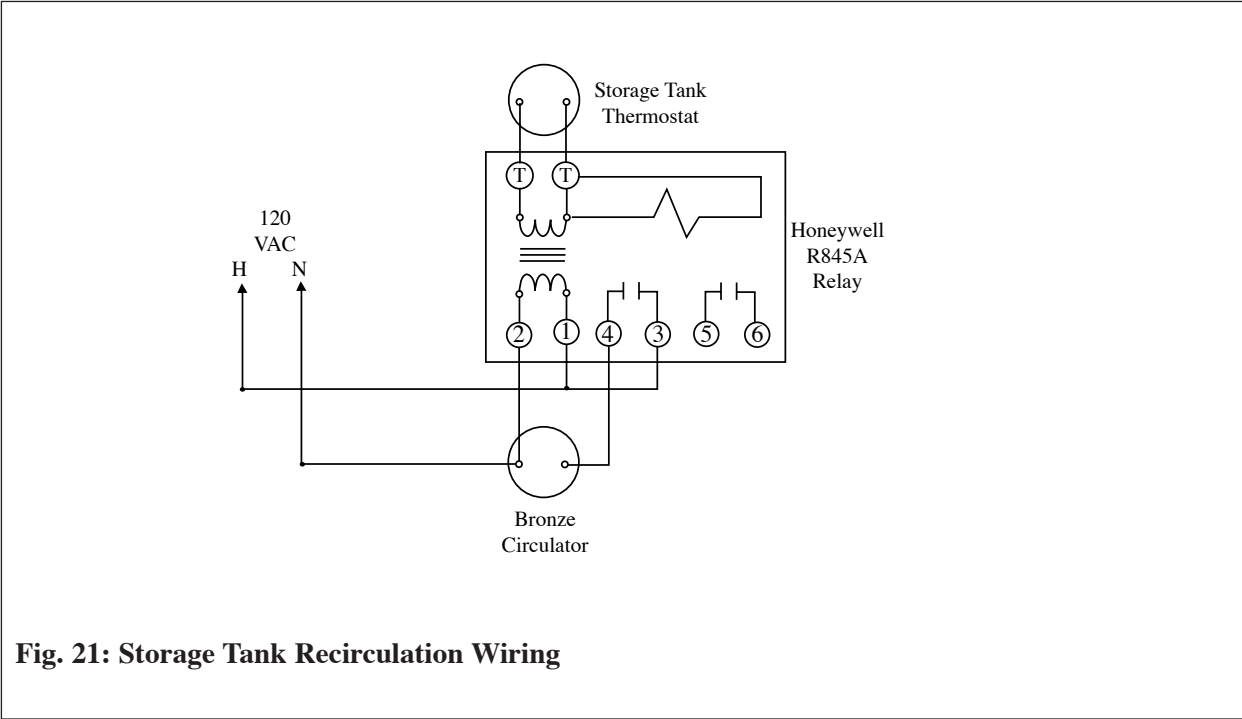 Storage Tank
Thermostat
T T
120
VAC
H N
Honeywell
R845A
Relay
2 1 4 3 5 6
Bronze
Circulator
Fig. 21: Storage Tank Recirculation Wiring